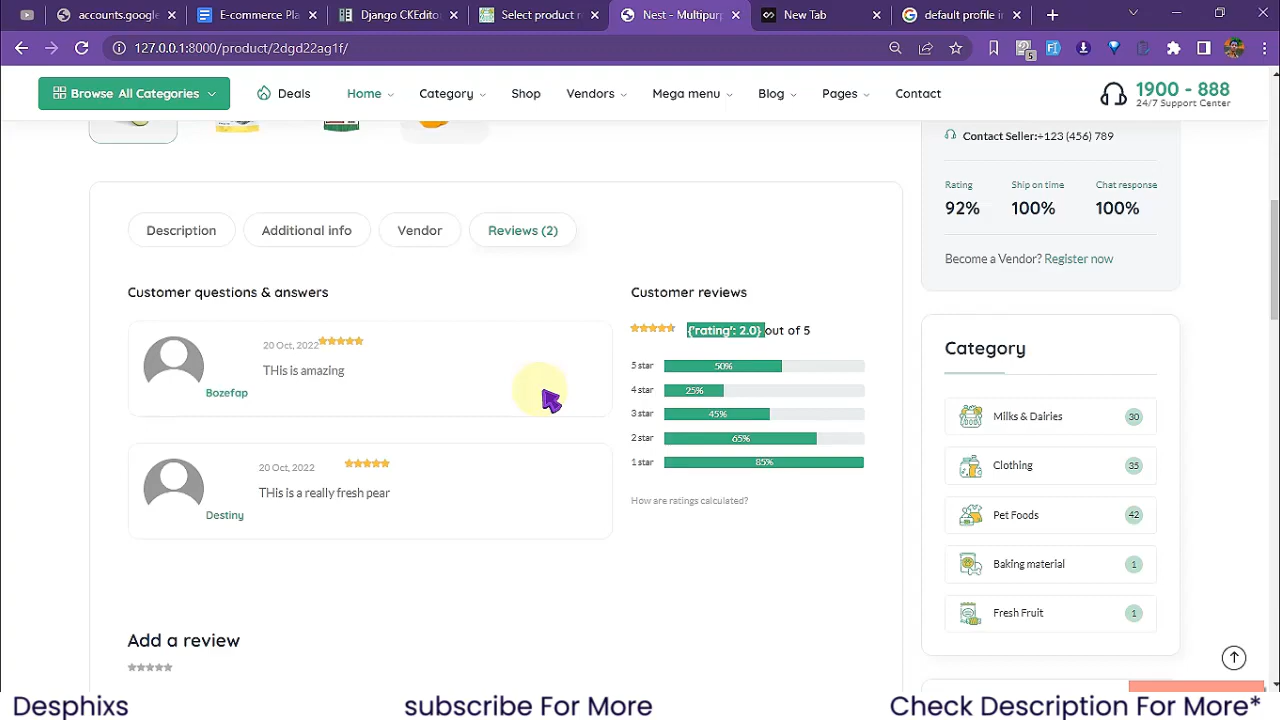 accounts.google
E-commerce Pla
Django CKEdito
Select product r
Nest - Multipurp
New Tab
default profile in
127.0.0.1:8000/product/2dgd22ag1f/
5
Browse All Categories
Deals
Home
Category
Shop
Vendors
Mega menu
Blog
Pages
Contact
1900 - 888
24/7 Support Center
Contact Seller:+123 (456) 789
Rating
Ship on time
Chat response
92%
100%
100%
Become a Vendor? Register now
Description
Additional info
Vendor
Reviews (2)
Customer questions & answers
20 Oct, 2022
THis is amazing
Bozefap
20 Oct, 2022
THis is a really fresh pear
Destiny
Customer reviews
{'rating': 2.0} out of 5
5 star
50%
4 star
25%
3 star
45%
2 star
65%
1 star
85%
How are ratings calculated?
Category
Milks & Dairies
30
Clothing
35
Pet Foods
42
Baking material
1
Fresh Fruit
1
Add a review
Desphixs
subscribe For More
Check Description For More*